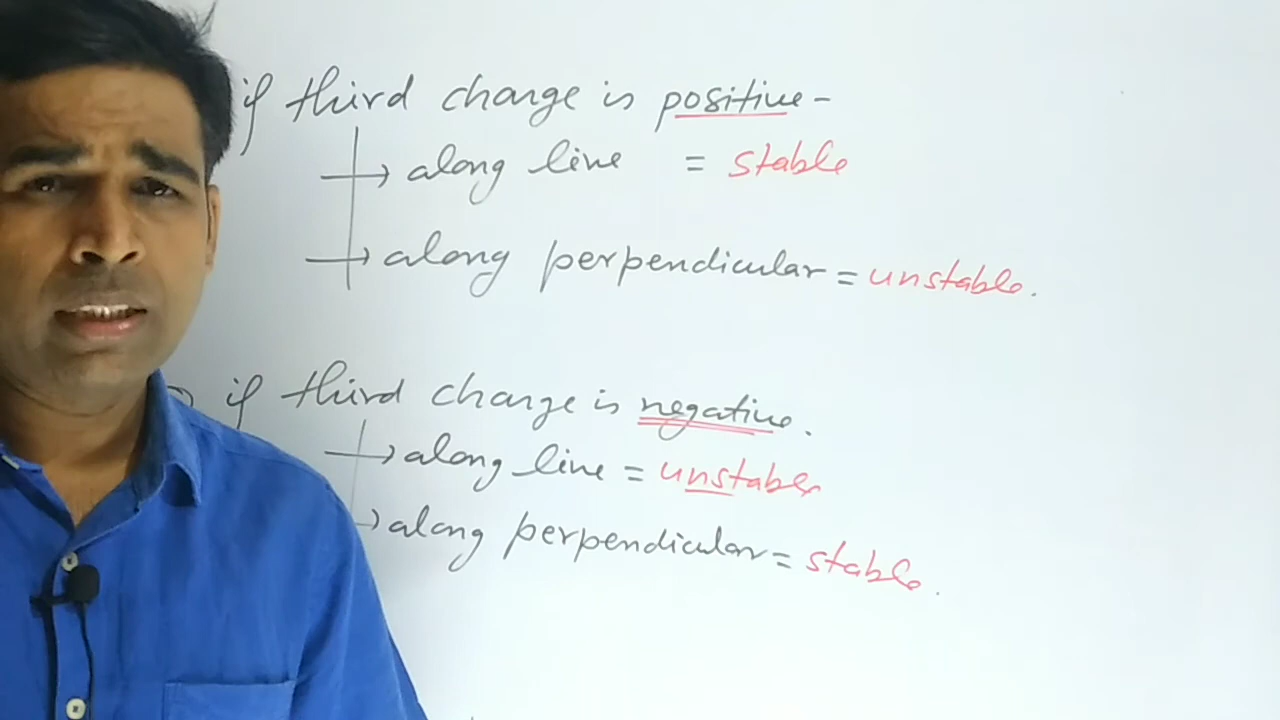 if third charge is positive -
→ along line = stable
→ along perpendicular = unstable.
if third charge is negative.
→ along line = unstable
→ along perpendicular = stable.